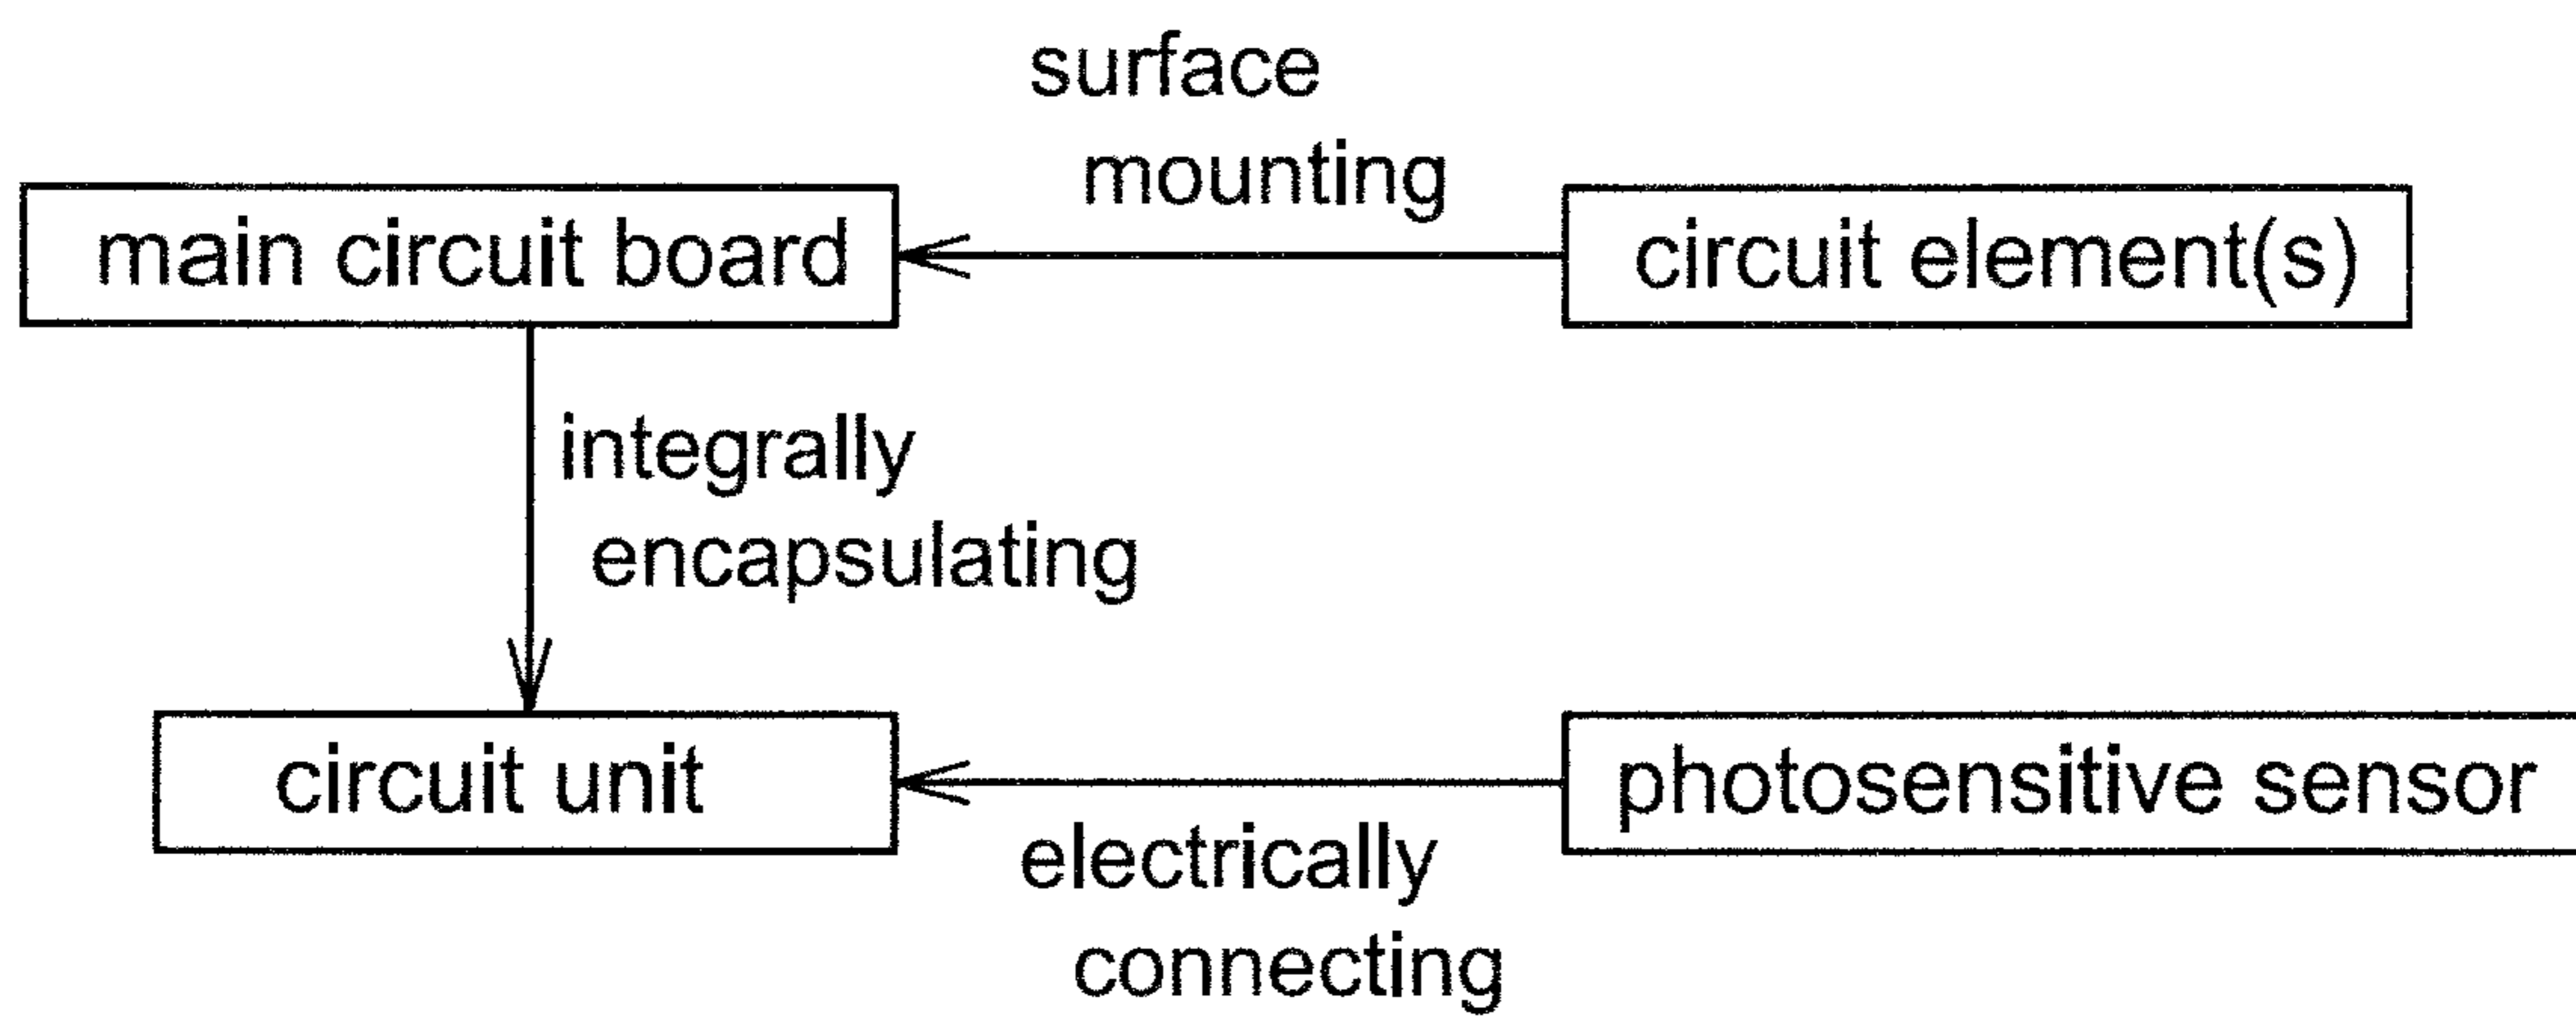 surface
mounting
main circuit board
circuit element(s)
integrally
encapsulating
circuit unit
photosensitive sensor
electrically
connecting